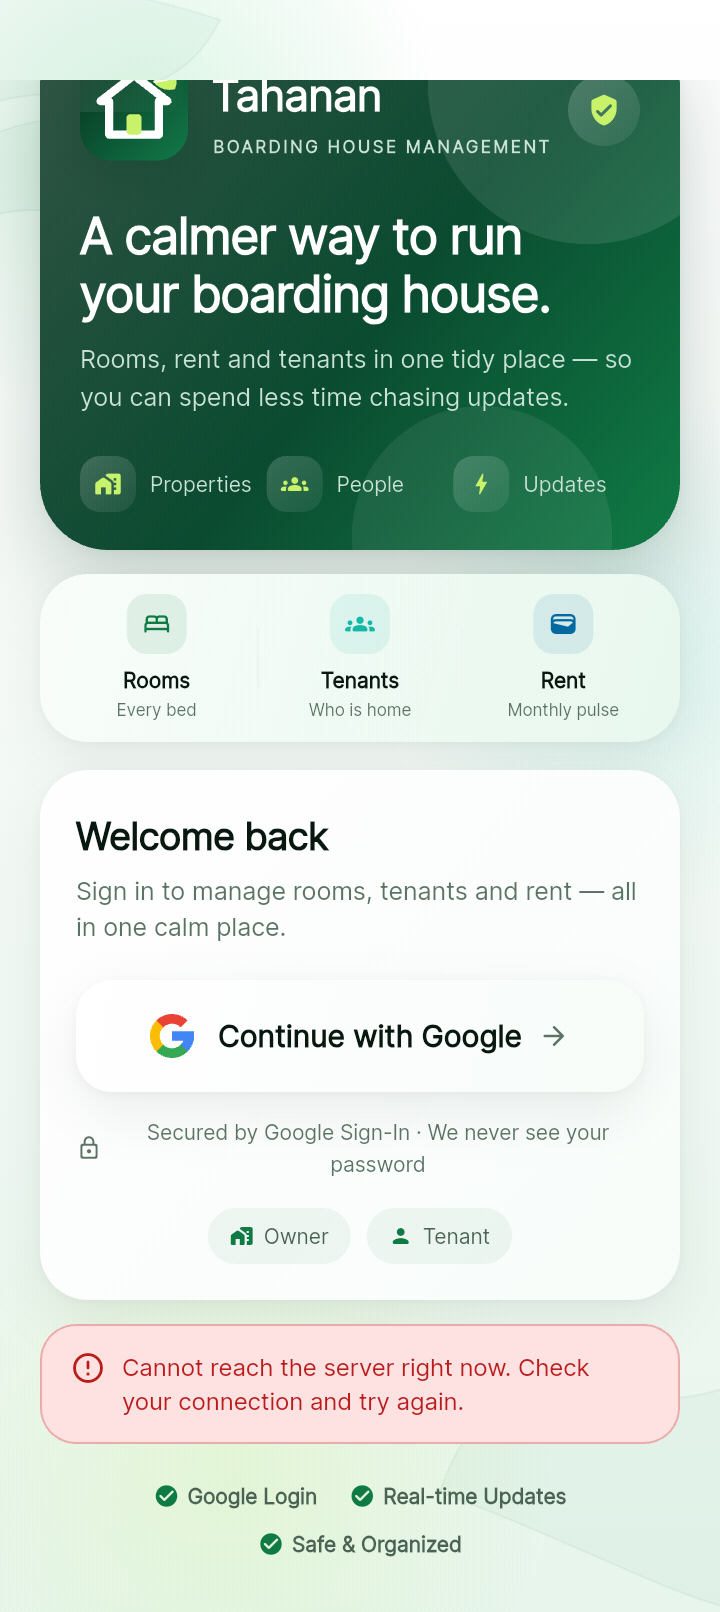 Tahanan
BOARDING HOUSE MANAGEMENT
A calmer way to run
your boarding house.
Rooms, rent and tenants in one tidy place — so
you can spend less time chasing updates.
Properties
People
Updates
Rooms
Every bed
Tenants
Who is home
Rent
Monthly pulse
Welcome back
Sign in to manage rooms, tenants and rent — all
in one calm place.
Continue with Google
Secured by Google Sign-In · We never see your
password
Owner
Tenant
Cannot reach the server right now. Check
your connection and try again.
Google Login
Real-time Updates
Safe & Organized